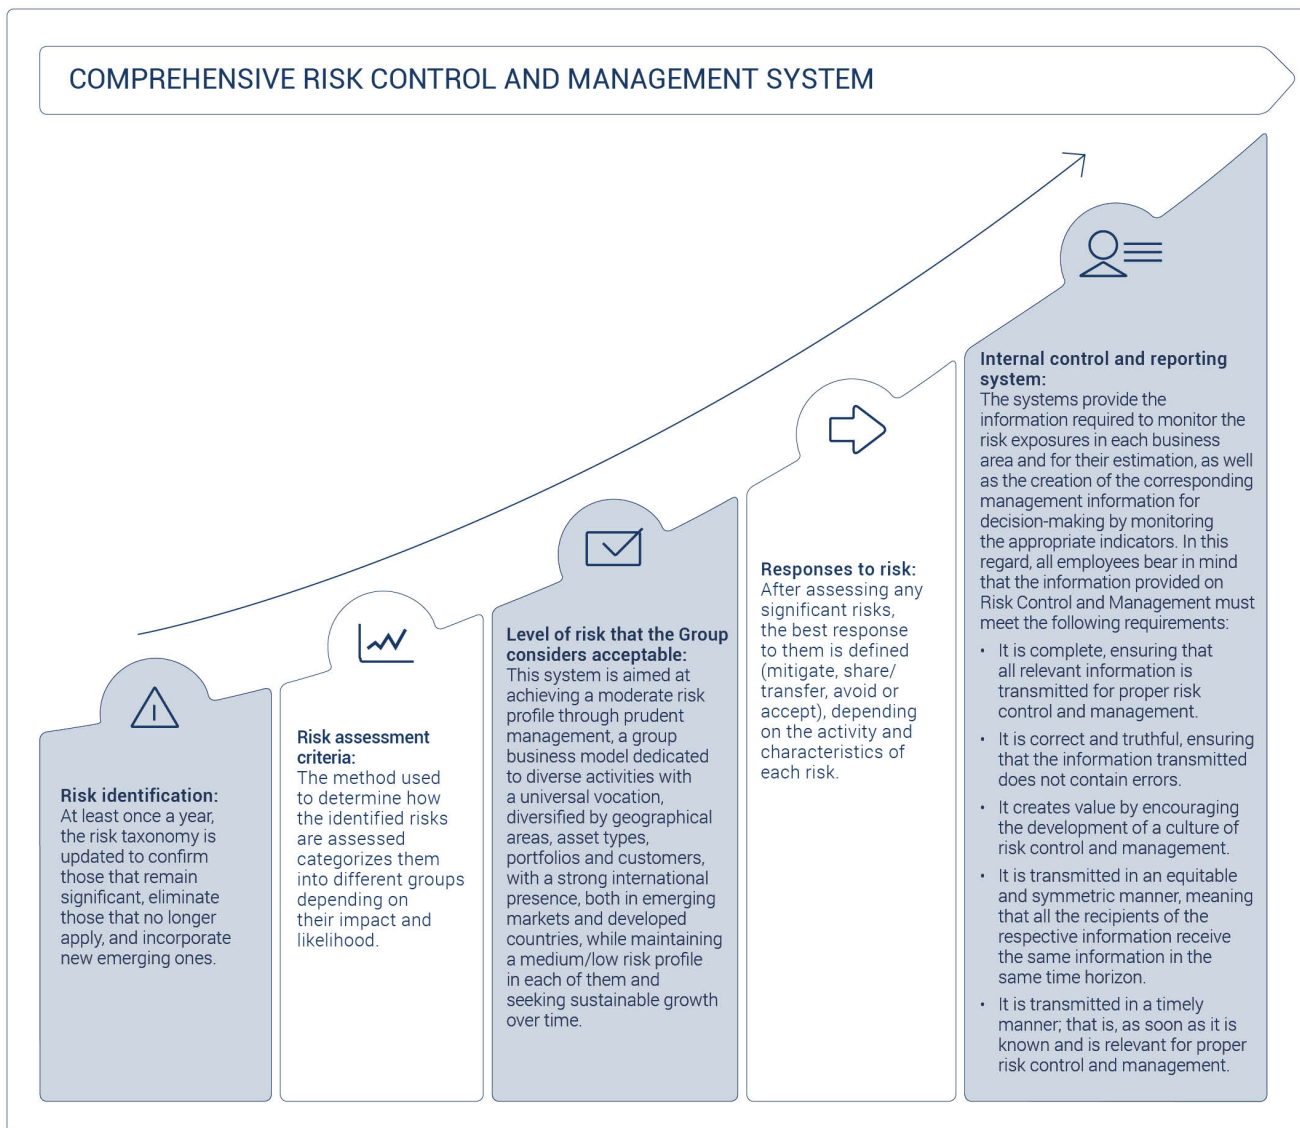 COMPREHENSIVE RISK CONTROL AND MANAGEMENT SYSTEM
Risk identification:
At least once a year,
the risk taxonomy is
updated to confirm
those that remain
significant, eliminate
those that no longer
apply, and incorporate
new emerging ones.
Risk assessment
criteria:
The method used
to determine how
the identified risks
are assessed
categorizes them
into different groups
depending on
their impact and
likelihood.
Level of risk that the Group
considers acceptable:
This system is aimed at
achieving a moderate risk
profile through prudent
management, a group
business model dedicated
to diverse activities with
a universal vocation,
diversified by geographical
areas, asset types,
portfolios and customers,
with a strong international
presence, both in emerging
markets and developed
countries, while maintaining
a medium/low risk profile
in each of them and
seeking sustainable growth
over time.
Responses to risk:
After assessing any
significant risks,
the best response
to them is defined
(mitigate, share/
transfer, avoid or
accept), depending
on the activity and
characteristics of
each risk.
Internal control and reporting
system:
The systems provide the
information required to monitor the
risk exposures in each business
area and for their estimation, as well
as the creation of the corresponding
management information for
decision-making by monitoring
the appropriate indicators. In this
regard, all employees bear in mind
that the information provided on
Risk Control and Management must
meet the following requirements:
• It is complete, ensuring that
all relevant information is
transmitted for proper risk
control and management.
• It is correct and truthful, ensuring
that the information transmitted
does not contain errors.
• It creates value by encouraging
the development of a culture of
risk control and management.
• It is transmitted in an equitable
and symmetric manner, meaning
that all the recipients of the
respective information receive
the same information in the
same time horizon.
• It is transmitted in a timely
manner; that is, as soon as it is
known and is relevant for proper
risk control and management.